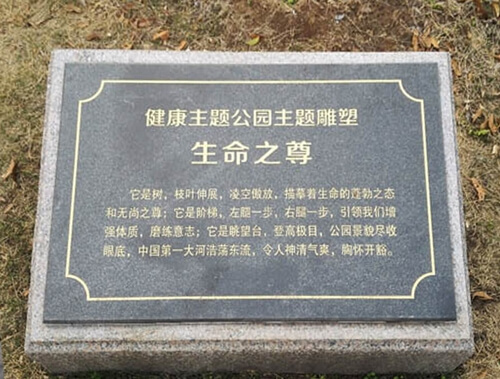 健康主题公园主题雕塑
生命之尊
它是树，枝叶伸展，凌空傲放，描摹着生命的蓬勃之态
和无尚之尊；它是阶梯，左腿一步，右腿一步，引领我们增
强体质，磨练意志；它是眺望台，登高极目，公园景貌尽收
眼底，中国第一大河浩荡东流，令人神清气爽，胸怀开豁。